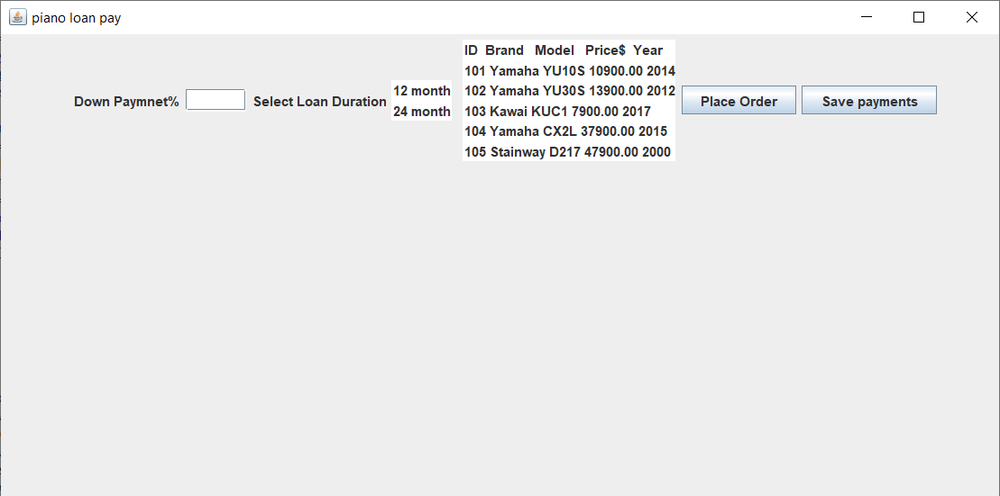 piano loan pay
Down Paymnet%
Select Loan Duration
12 month
24 month
ID Brand Model Price$ Year
101 Yamaha YU10S 10900.00 2014
102 Yamaha YU30S 13900.00 2012
103 Kawai KUC1 7900.00 2017
104 Yamaha CX2L 37900.00 2015
105 Stainway D217 47900.00 2000
Place Order
Save payments